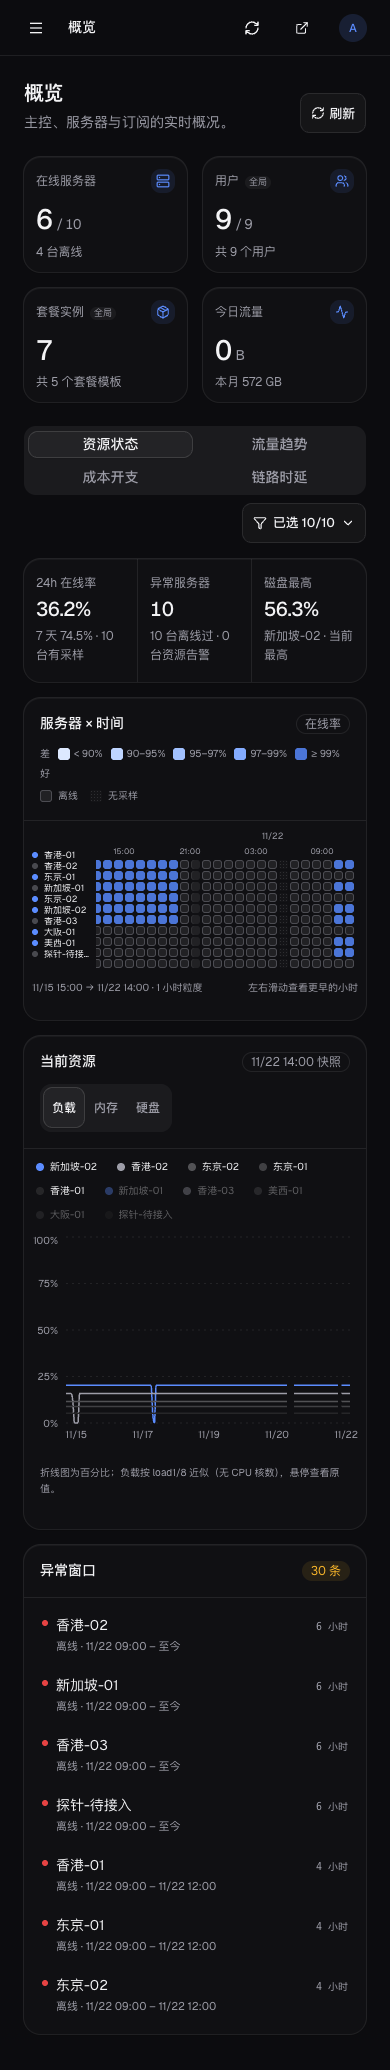 概览
A
概览
主控、服务器与订阅的实时概况。
刷新
在线服务器
6 / 10
4 台离线
用户 全局
9 / 9
共 9 个用户
套餐实例 全局
7
共 5 个套餐模板
今日流量
0 B
本月 572 GB
资源状态
流量趋势
成本开支
链路时延
已选 10/10
24h 在线率
36.2%
7 天 74.5% · 10
台有采样
异常服务器
10
10 台离线过 · 0
台资源告警
磁盘最高
56.3%
新加坡-02 · 当前
最高
服务器 × 时间
在线率
差 < 90% 90–95% 95–97% 97–99% ≥ 99%
好
离线 无采样
11/22
15:00 21:00 03:00 09:00
香港-01
香港-02
东京-01
新加坡-01
东京-02
新加坡-02
香港-03
大阪-01
美西-01
探针-待接...
11/15 15:00 → 11/22 14:00 · 1 小时粒度
左右滑动查看更早的小时
当前资源
11/22 14:00 快照
负载 内存 硬盘
新加坡-02 香港-02 东京-02 东京-01
香港-01 新加坡-01 香港-03 美西-01
大阪-01 探针-待接入
100%
75%
50%
25%
0%
11/15 11/17 11/19 11/20 11/22
折线图为百分比；负载按 load1/8 近似（无 CPU 核数），悬停查看原
值。
异常窗口
30 条
香港-02
6 小时
离线 · 11/22 09:00 – 至今
新加坡-01
6 小时
离线 · 11/22 09:00 – 至今
香港-03
6 小时
离线 · 11/22 09:00 – 至今
探针-待接入
6 小时
离线 · 11/22 09:00 – 至今
香港-01
4 小时
离线 · 11/22 09:00 – 11/22 12:00
东京-01
4 小时
离线 · 11/22 09:00 – 11/22 12:00
东京-02
4 小时
离线 · 11/22 09:00 – 11/22 12:00